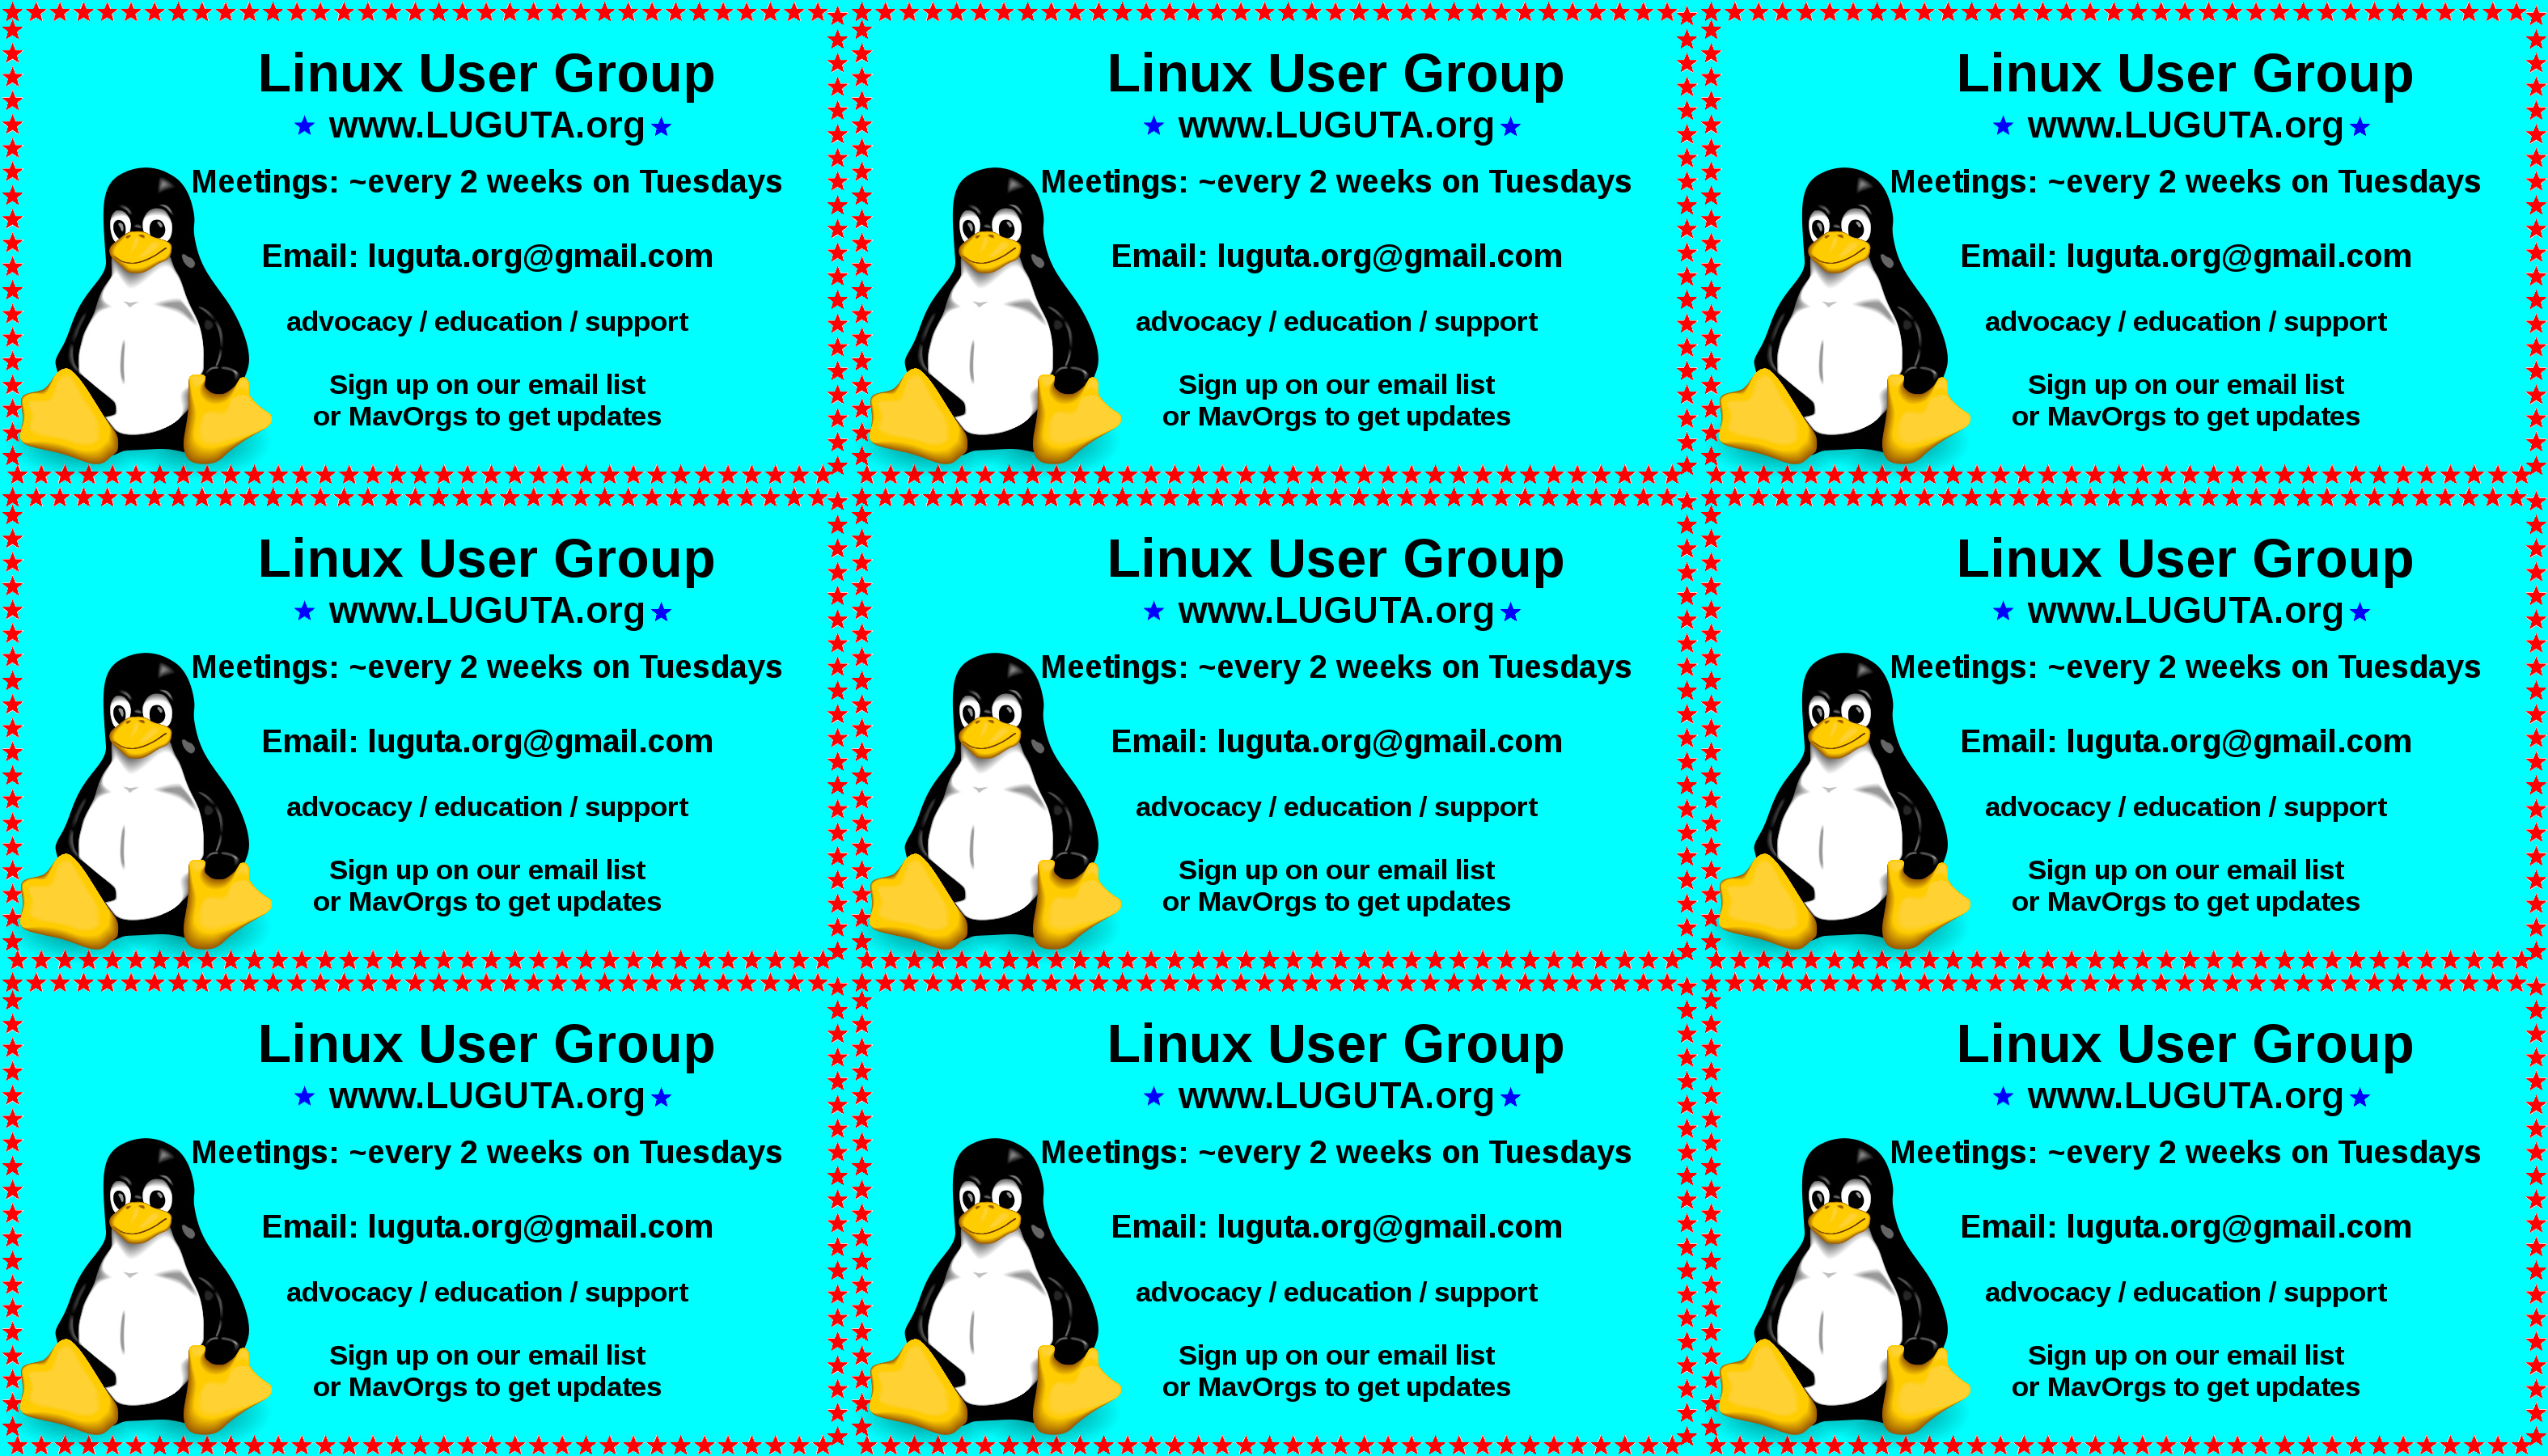 Linux User Group
www.LUGUTA.org
Meetings: ~every 2 weeks on Tuesdays
Email: luguta.org@gmail.com
advocacy / education / support
Sign up on our email list
or MavOrgs to get updates
Linux User Group
www.LUGUTA.org
Meetings: ~every 2 weeks on Tuesdays
Email: luguta.org@gmail.com
advocacy / education / support
Sign up on our email list
or MavOrgs to get updates
Linux User Group
www.LUGUTA.org
Meetings: ~every 2 weeks on Tuesdays
Email: luguta.org@gmail.com
advocacy / education / support
Sign up on our email list
or MavOrgs to get updates
Linux User Group
www.LUGUTA.org
Meetings: ~every 2 weeks on Tuesdays
Email: luguta.org@gmail.com
advocacy / education / support
Sign up on our email list
or MavOrgs to get updates
Linux User Group
www.LUGUTA.org
Meetings: ~every 2 weeks on Tuesdays
Email: luguta.org@gmail.com
advocacy / education / support
Sign up on our email list
or MavOrgs to get updates
Linux User Group
www.LUGUTA.org
Meetings: ~every 2 weeks on Tuesdays
Email: luguta.org@gmail.com
advocacy / education / support
Sign up on our email list
or MavOrgs to get updates
Linux User Group
www.LUGUTA.org
Meetings: ~every 2 weeks on Tuesdays
Email: luguta.org@gmail.com
advocacy / education / support
Sign up on our email list
or MavOrgs to get updates
Linux User Group
www.LUGUTA.org
Meetings: ~every 2 weeks on Tuesdays
Email: luguta.org@gmail.com
advocacy / education / support
Sign up on our email list
or MavOrgs to get updates
Linux User Group
www.LUGUTA.org
Meetings: ~every 2 weeks on Tuesdays
Email: luguta.org@gmail.com
advocacy / education / support
Sign up on our email list
or MavOrgs to get updates